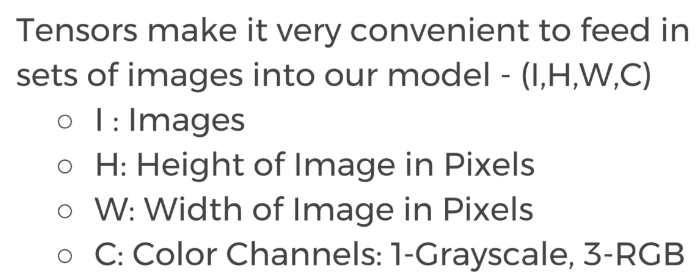 Tensors make it very convenient to feed in
sets of images into our model - (I,H,W,C)
○ I : Images
○ H: Height of Image in Pixels
○ W: Width of Image in Pixels
○ C: Color Channels: 1-Grayscale, 3-RGB